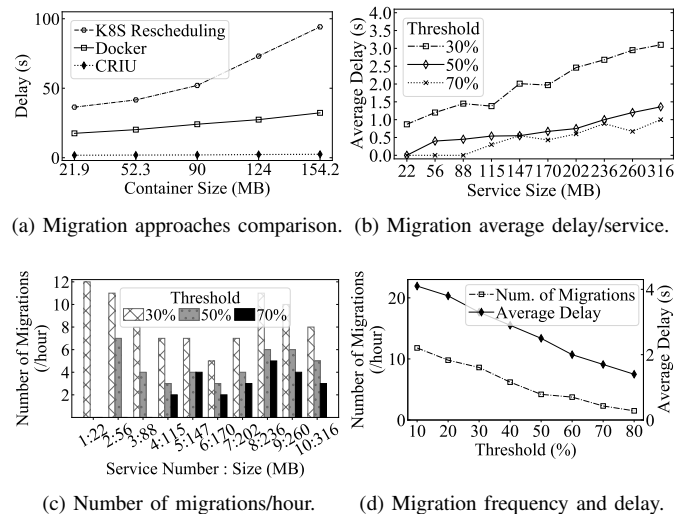 100
K8S Rescheduling
Docker
CRIU
50
0
Delay (s)
21.9 52.3 90 124 154.2
Container Size (MB)
(a) Migration approaches comparison.
4.0
3.5
3.0
2.5
2.0
1.5
1.0
0.5
0.0
Average Delay (s)
Threshold
30%
50%
70%
22 56 88 115 147 170 202 236 260 316
Service Size (MB)
(b) Migration average delay/service.
12
10
8
6
4
2
Number of Migrations
(/hour)
Threshold
30% 50% 70%
1:22 2:56 3:88 4:115 5:147 6:170 7:202 8:236 9:260 10:316
Service Number : Size (MB)
(c) Number of migrations/hour.
20
10
0
Number of Migrations
(/hour)
Num. of Migrations
Average Delay
4
2
0
Average Delay (s)
10 20 30 40 50 60 70 80
Threshold (%)
(d) Migration frequency and delay.